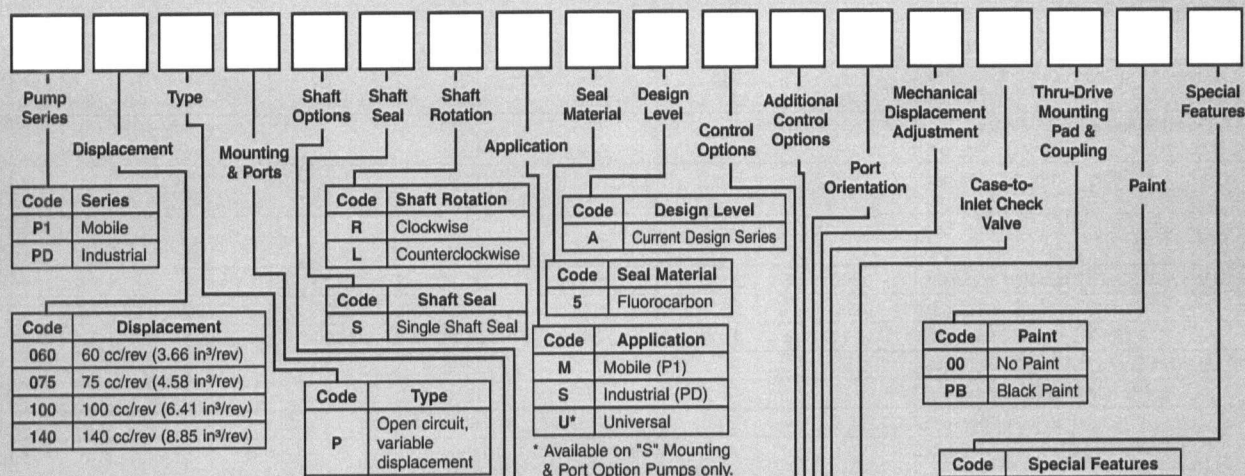 Pump
Series
Displacement
Type
Mounting
& Ports
Shaft
Options
Shaft
Seal
Shaft
Rotation
Application
Seal
Material
Design
Level
Control
Options
Additional
Control
Options
Port
Orientation
Mechanical
Displacement
Adjustment
Case-to-
Inlet Check
Valve
Thru-Drive
Mounting
Pad &
Coupling
Paint
Special
Features
Code Series
P1 Mobile
PD Industrial
Code Displacement
060 60 cc/rev (3.66 in³/rev)
075 75 cc/rev (4.58 in³/rev)
100 100 cc/rev (6.41 in³/rev)
140 140 cc/rev (8.85 in³/rev)
Code Shaft Rotation
R Clockwise
L Counterclockwise
Code Shaft Seal
S Single Shaft Seal
Code Type
P Open circuit,
variable
displacement
Code Design Level
A Current Design Series
Code Seal Material
5 Fluorocarbon
Code Application
M Mobile (P1)
S Industrial (PD)
U* Universal
* Available on "S" Mounting
& Port Option Pumps only.
Code Paint
00 No Paint
PB Black Paint
Code Special Features